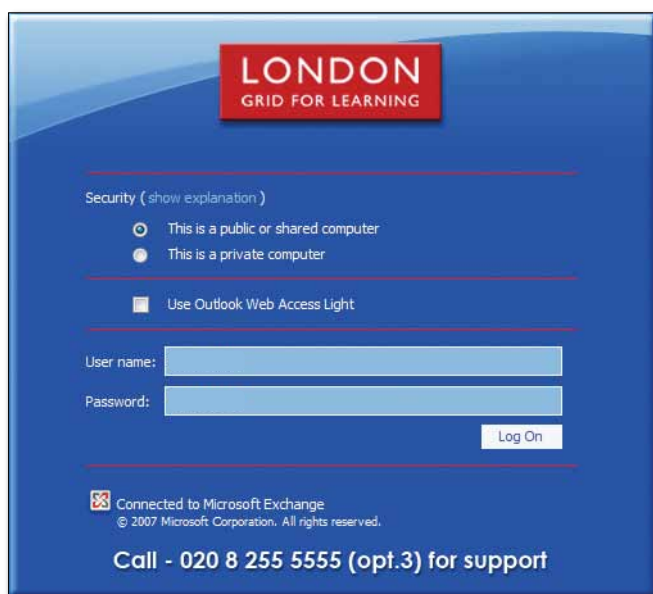 LONDON
GRID FOR LEARNING
Security ( show explanation )
This is a public or shared computer
This is a private computer
Use Outlook Web Access Light
User name:
Password:
Log On
Connected to Microsoft Exchange
© 2007 Microsoft Corporation. All rights reserved.
Call - 020 8 255 5555 (opt.3) for support